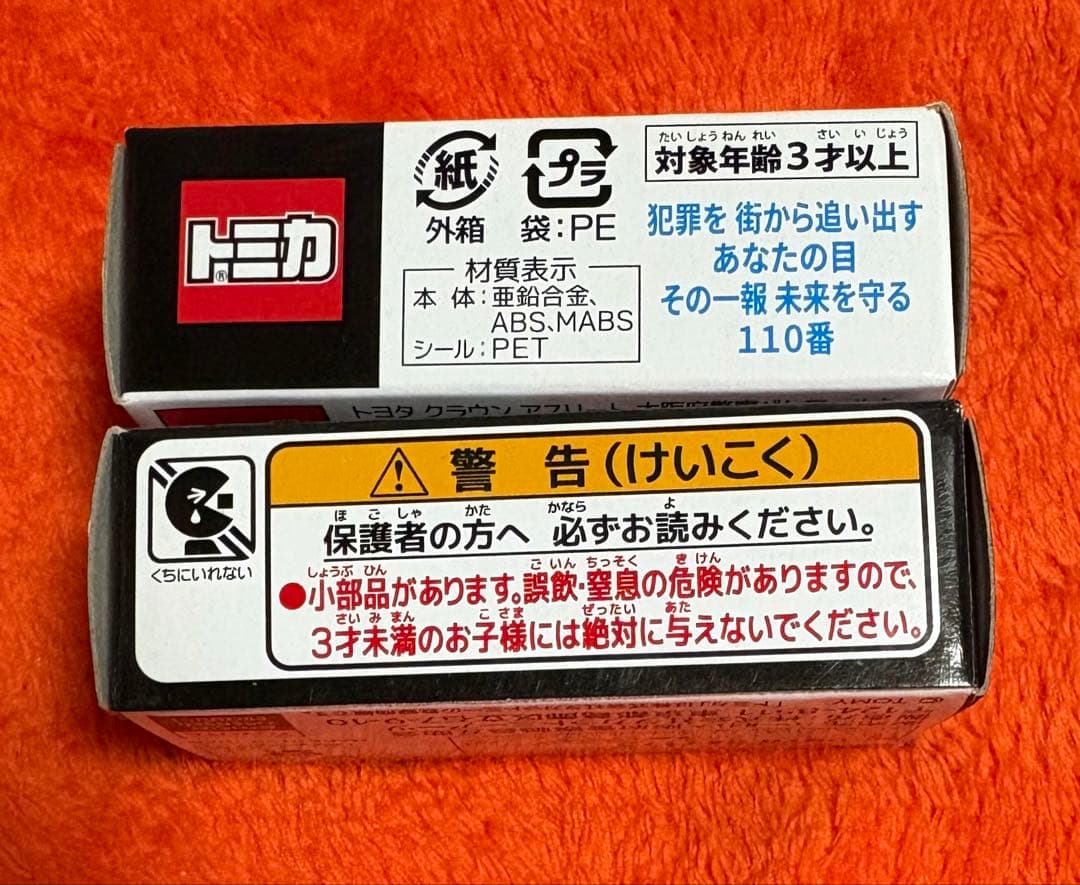 トミカ®
紙
外箱
プラ
袋:PE
材質表示
本体:亜鉛合金、
ABS、MABS
シール:PET
たいしょうねんれい さいいじょう
対象年齢3才以上
犯罪を 街から追い出す
あなたの目
その一報 未来を守る
110番
トヨタ クラウン アスリート
くちにいれない
警 告(けいこく)
ほごしゃ かた かなら よ
保護者の方へ 必ずお読みください。
しょうぶひん ごいん ちっそく きけん
●小部品があります。誤飲・窒息の危険がありますので、
さいみまん こさま ぜったい あた
3才未満のお子様には絶対に与えないでください。
© TOMY